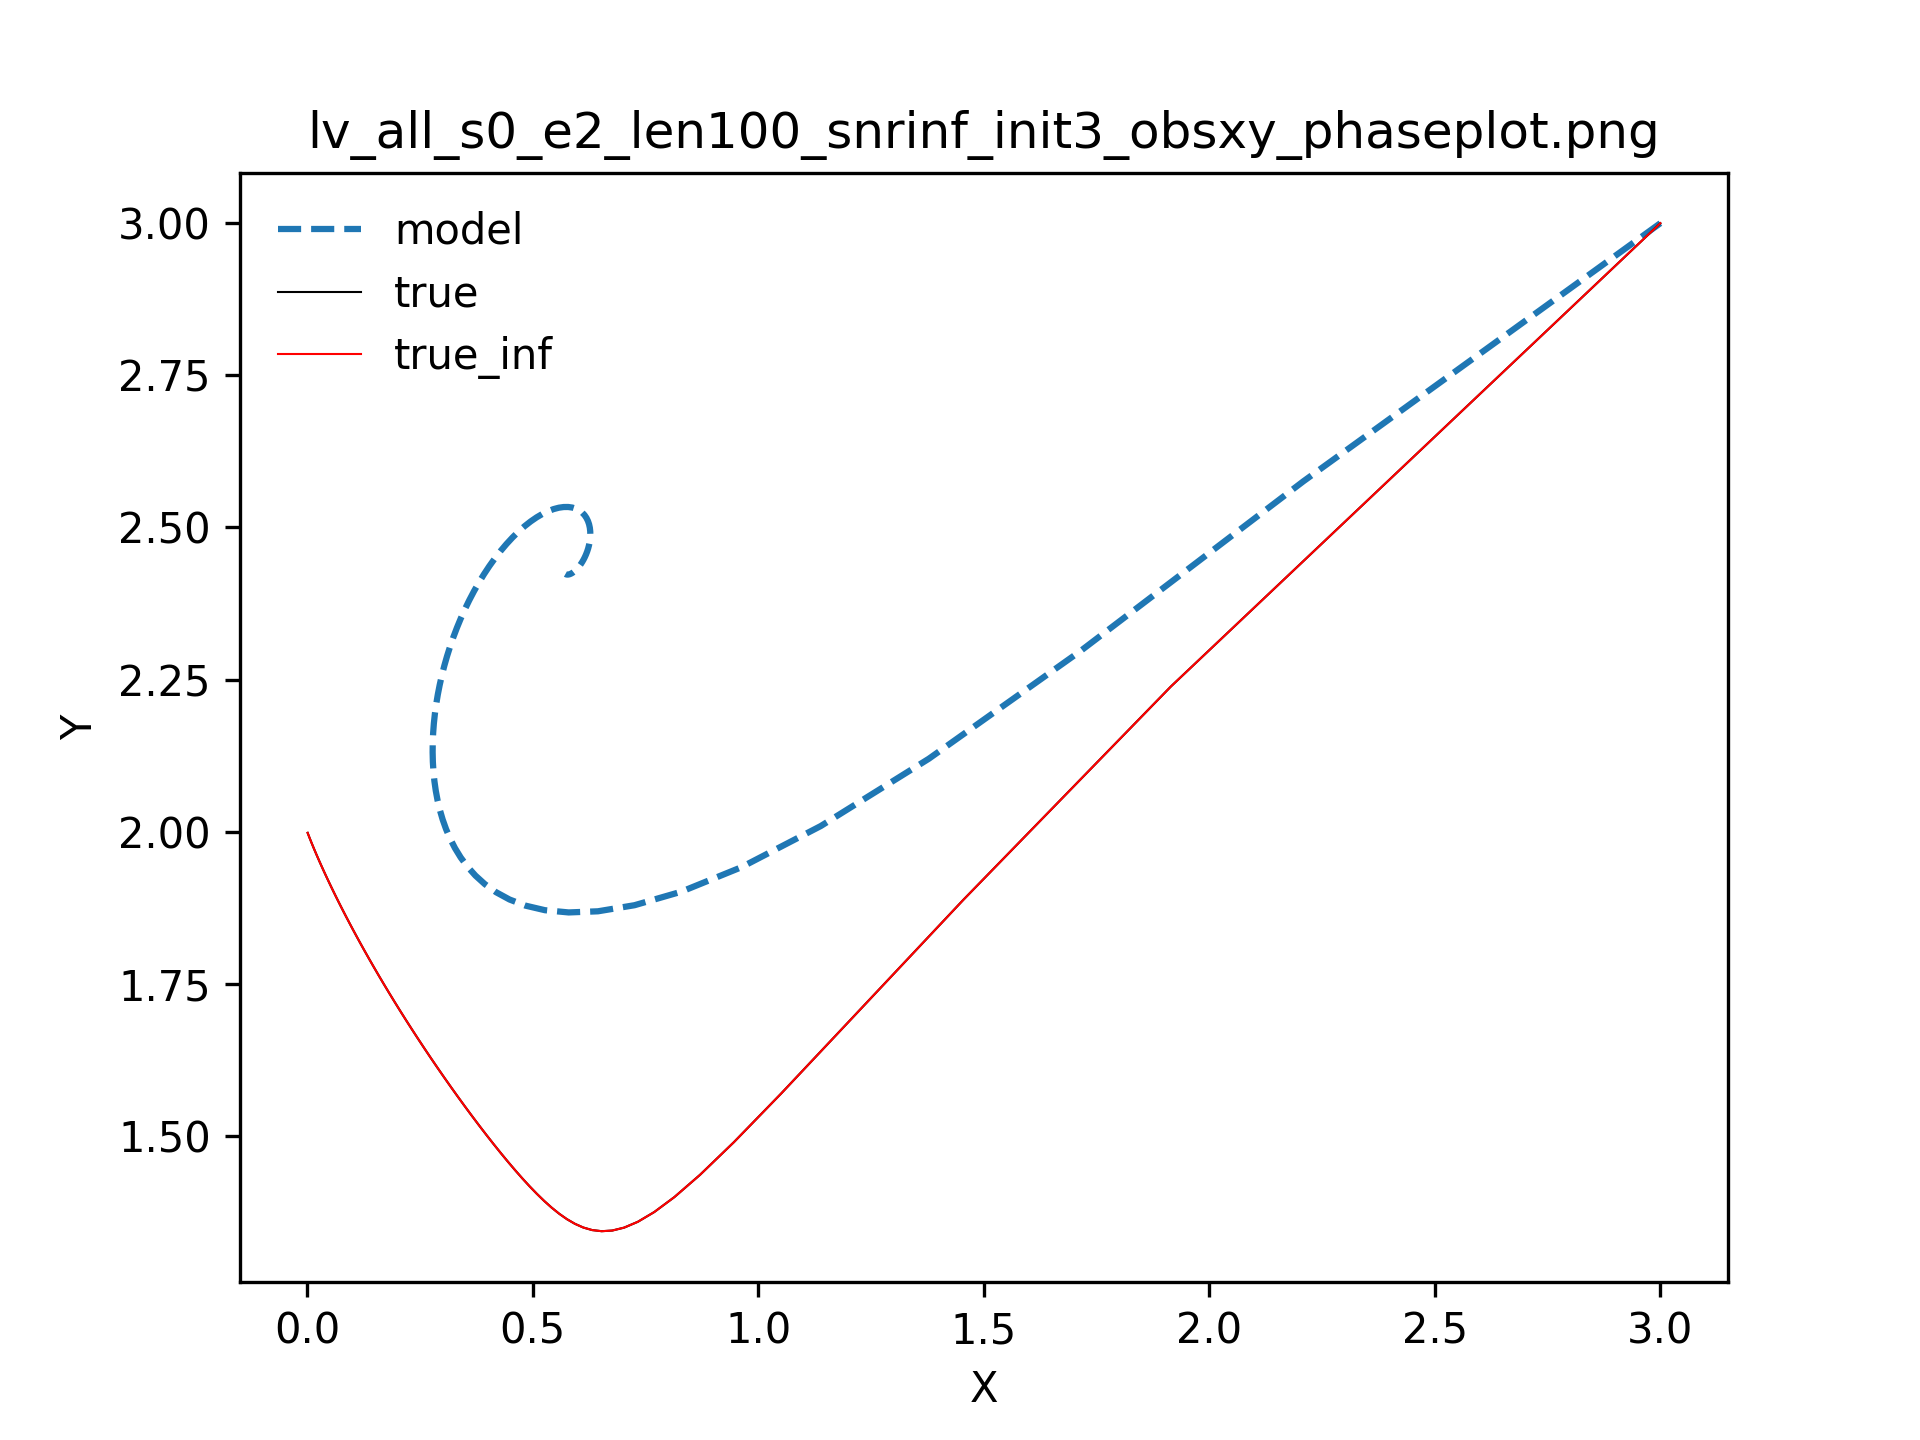 lv_all_s0_e2_len100_snrinf_init3_obsxy_phaseplot.png
model
true
true_inf
3.00
2.75
2.50
2.25
2.00
1.75
1.50
Y
0.0 0.5 1.0 1.5 2.0 2.5 3.0
X